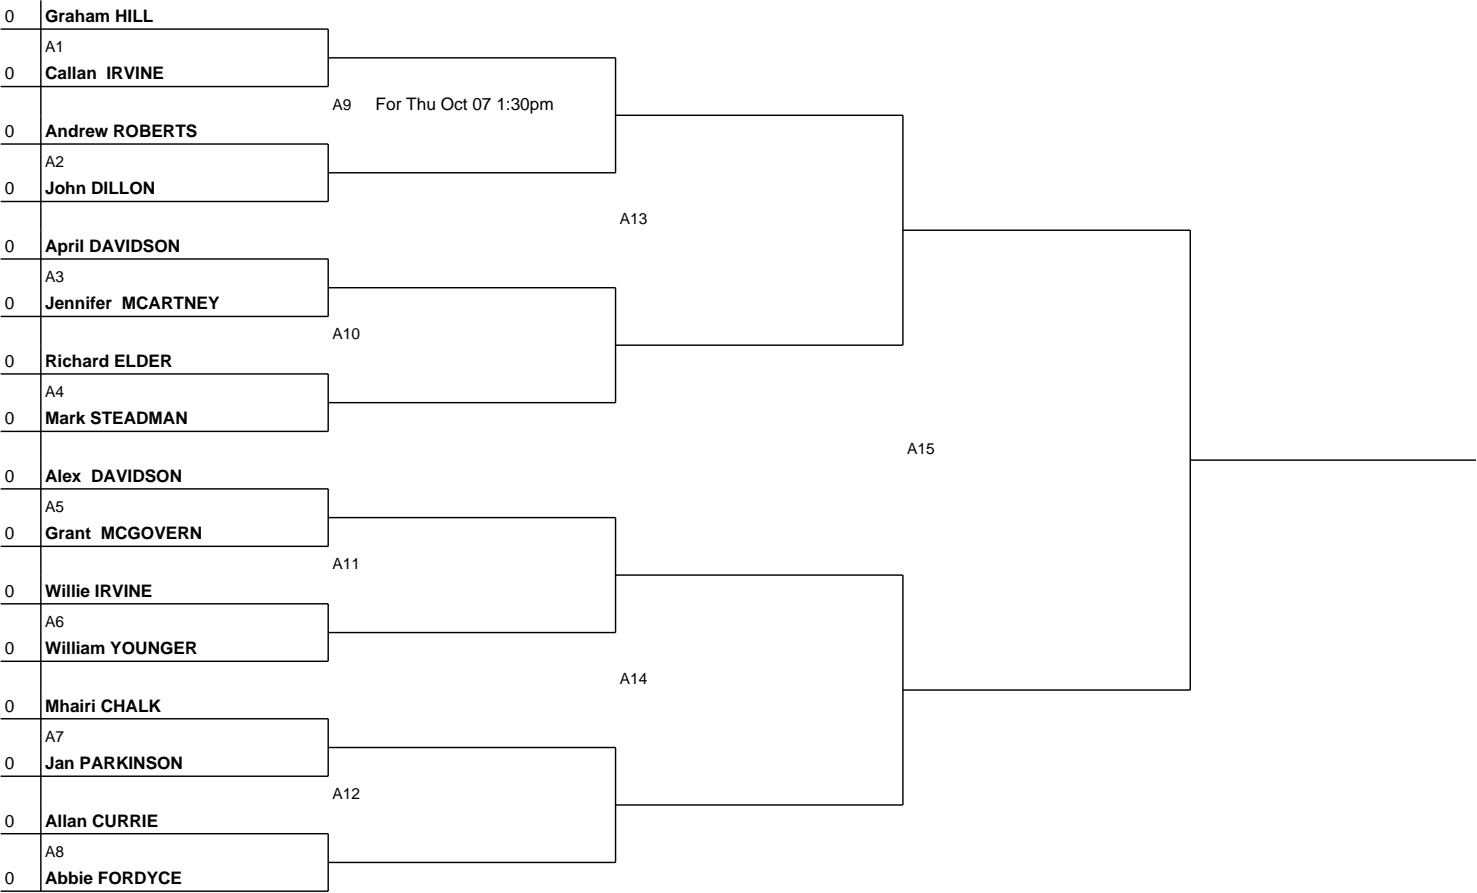 0 Graham HILL
A1
0 Callan IRVINE
A9 For Thu Oct 07 1:30pm
0 Andrew ROBERTS
A2
0 John DILLON
A13
0 April DAVIDSON
A3
0 Jennifer MCARTNEY
A10
0 Richard ELDER
A4
0 Mark STEADMAN
A15
0 Alex DAVIDSON
A5
0 Grant MCGOVERN
A11
0 Willie IRVINE
A6
0 William YOUNGER
A14
0 Mhairi CHALK
A7
0 Jan PARKINSON
A12
0 Allan CURRIE
A8
0 Abbie FORDYCE